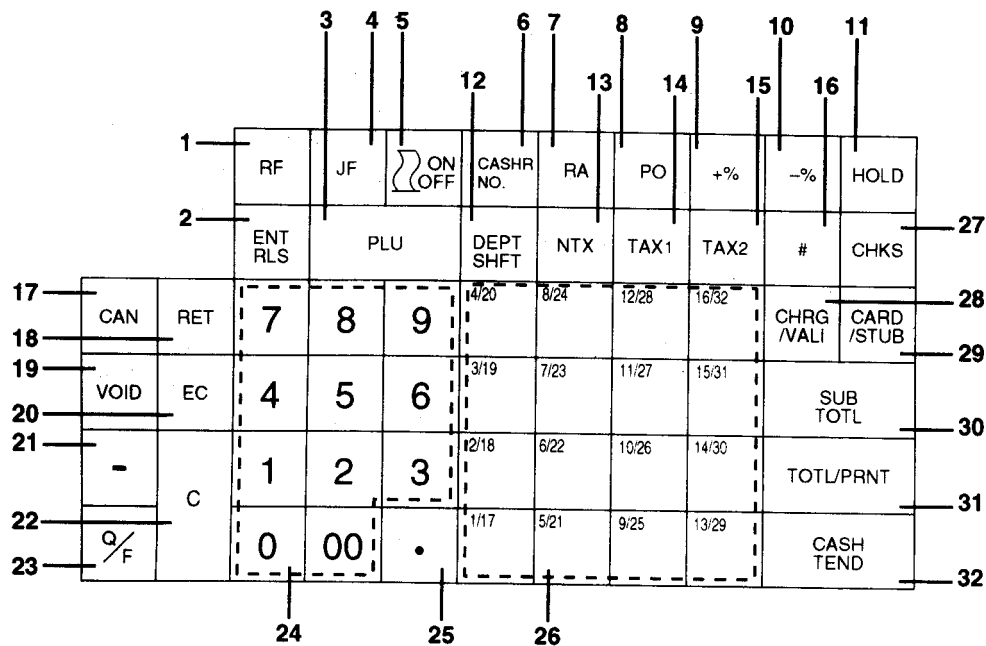 3 4 5 6 7 8 9 10 11
12 13 14 15 16
1 RF JF ON OFF CASHR NO. RA PO +% –% HOLD
2 ENT RLS PLU DEPT SHFT NTX TAX1 TAX2 # CHKS 27
17 CAN RET 7 8 9 4/20 8/24 12/28 16/32 CHRG /VALI CARD /STUB 28
18 29
19 VOID EC 4 5 6 3/19 7/23 11/27 15/31 SUB TOTL
20 30
21 - C 1 2 3 2/18 6/22 10/26 14/30 TOTL/PRNT
22 31
23 Q/F 0 00 . 1/17 5/21 9/25 13/29 CASH TEND 32
24 25 26